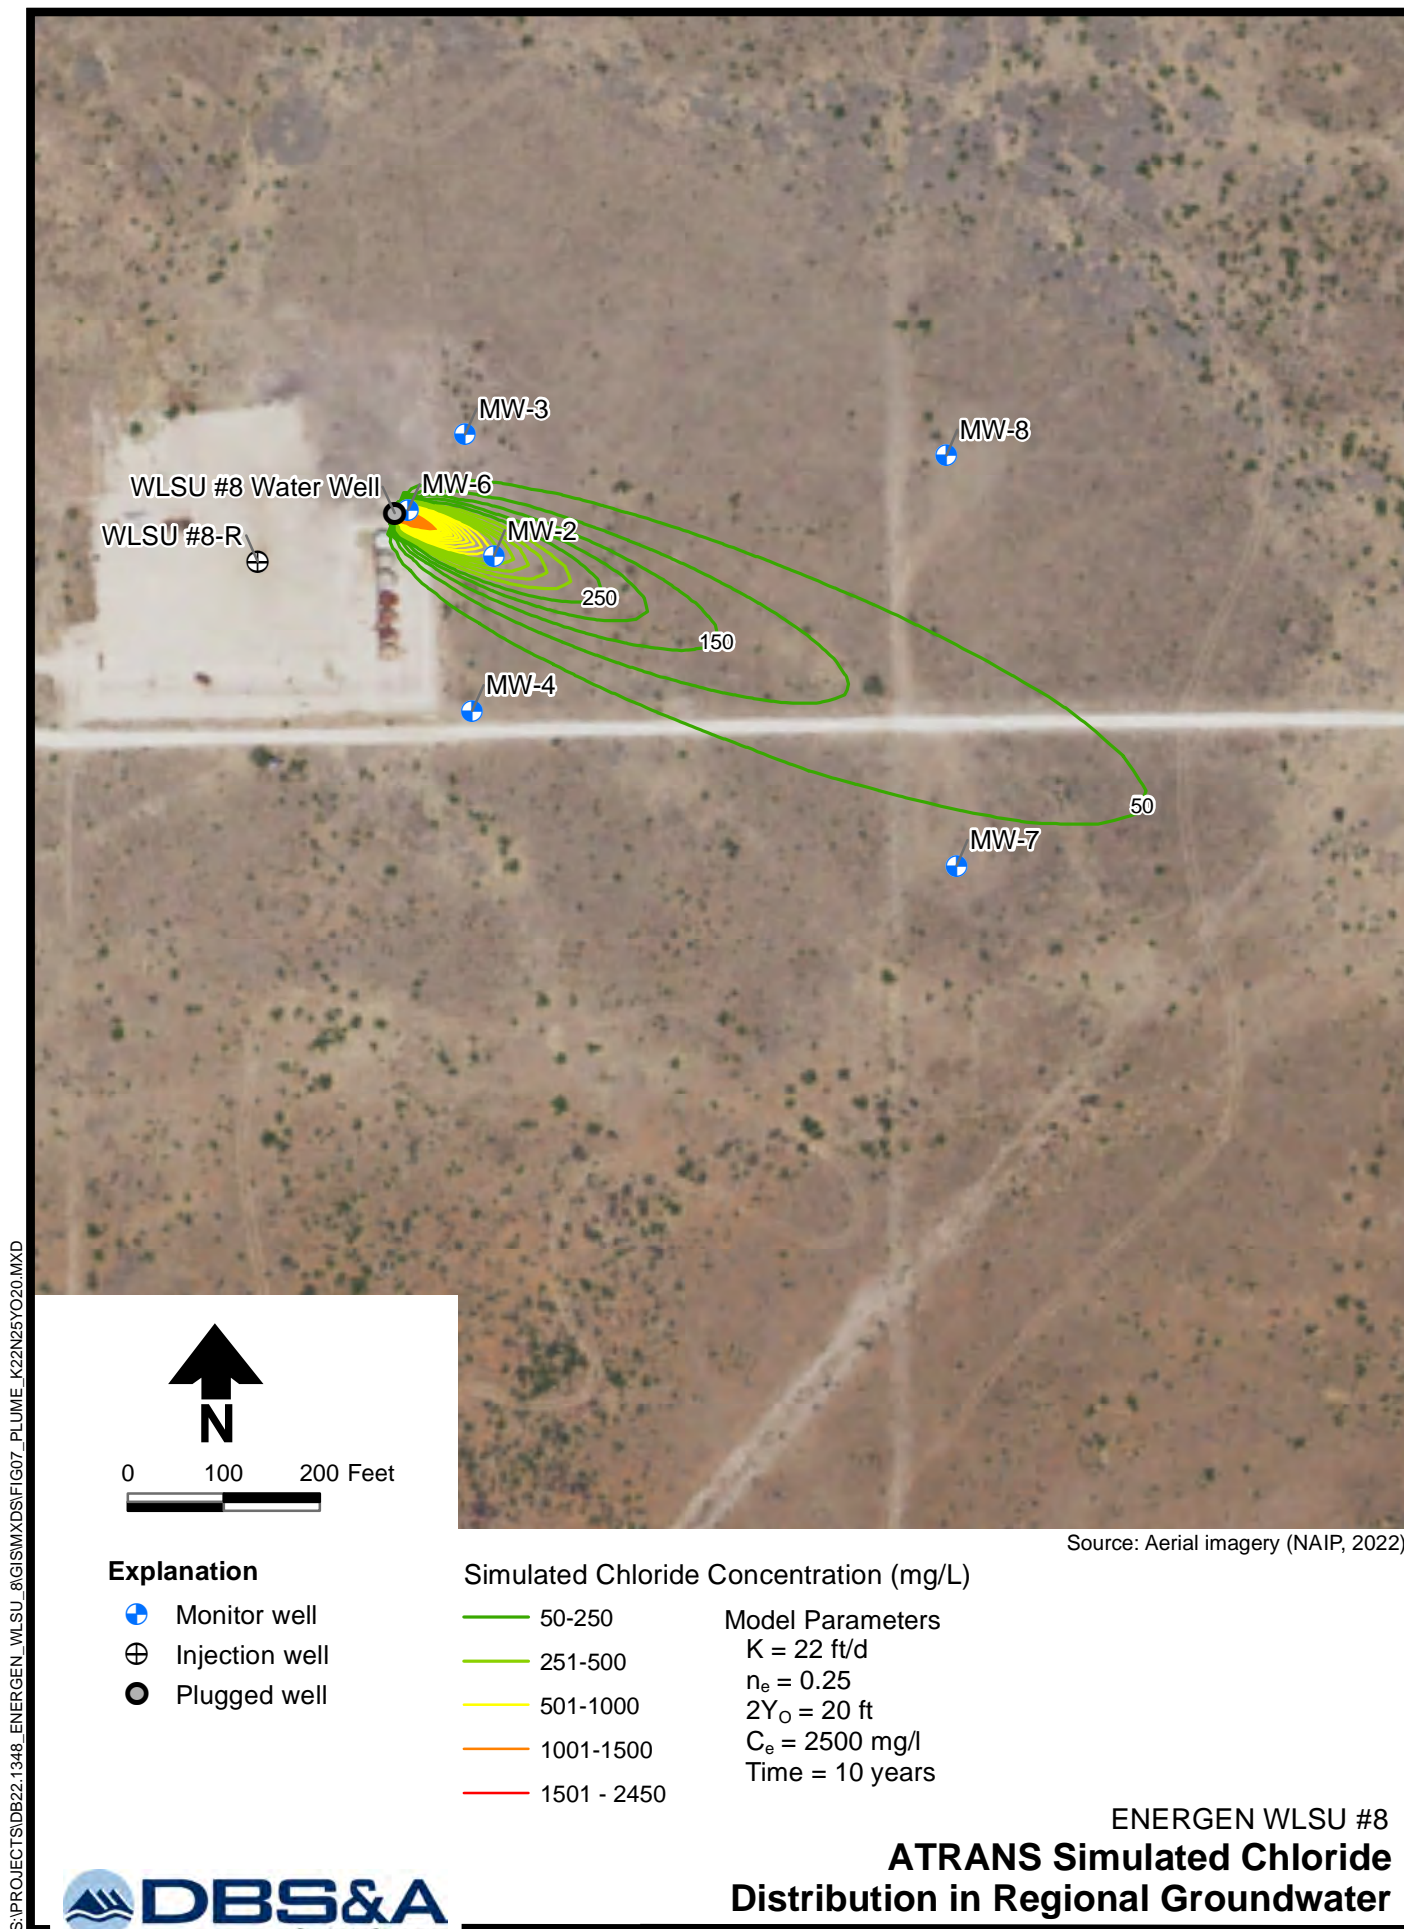 MW-3
MW-8
WLSU #8 Water Well
MW-6
WLSU #8-R
MW-2
250
150
MW-4
50
MW-7
S:\PROJECTS\DB22.1348_ENERGEN_WLSU_8\GIS\MXDS\FIG07_PLUME_K22N25YO20.MXD
N
0 100 200 Feet
Source: Aerial imagery (NAIP, 2022)
Explanation
Monitor well
Injection well
Plugged well
Simulated Chloride Concentration (mg/L)
50-250
251-500
501-1000
1001-1500
1501 - 2450
Model Parameters
K = 22 ft/d
ne = 0.25
2YO = 20 ft
Ce = 2500 mg/l
Time = 10 years
ENERGEN WLSU #8
ATRANS Simulated Chloride
Distribution in Regional Groundwater
DBS&A